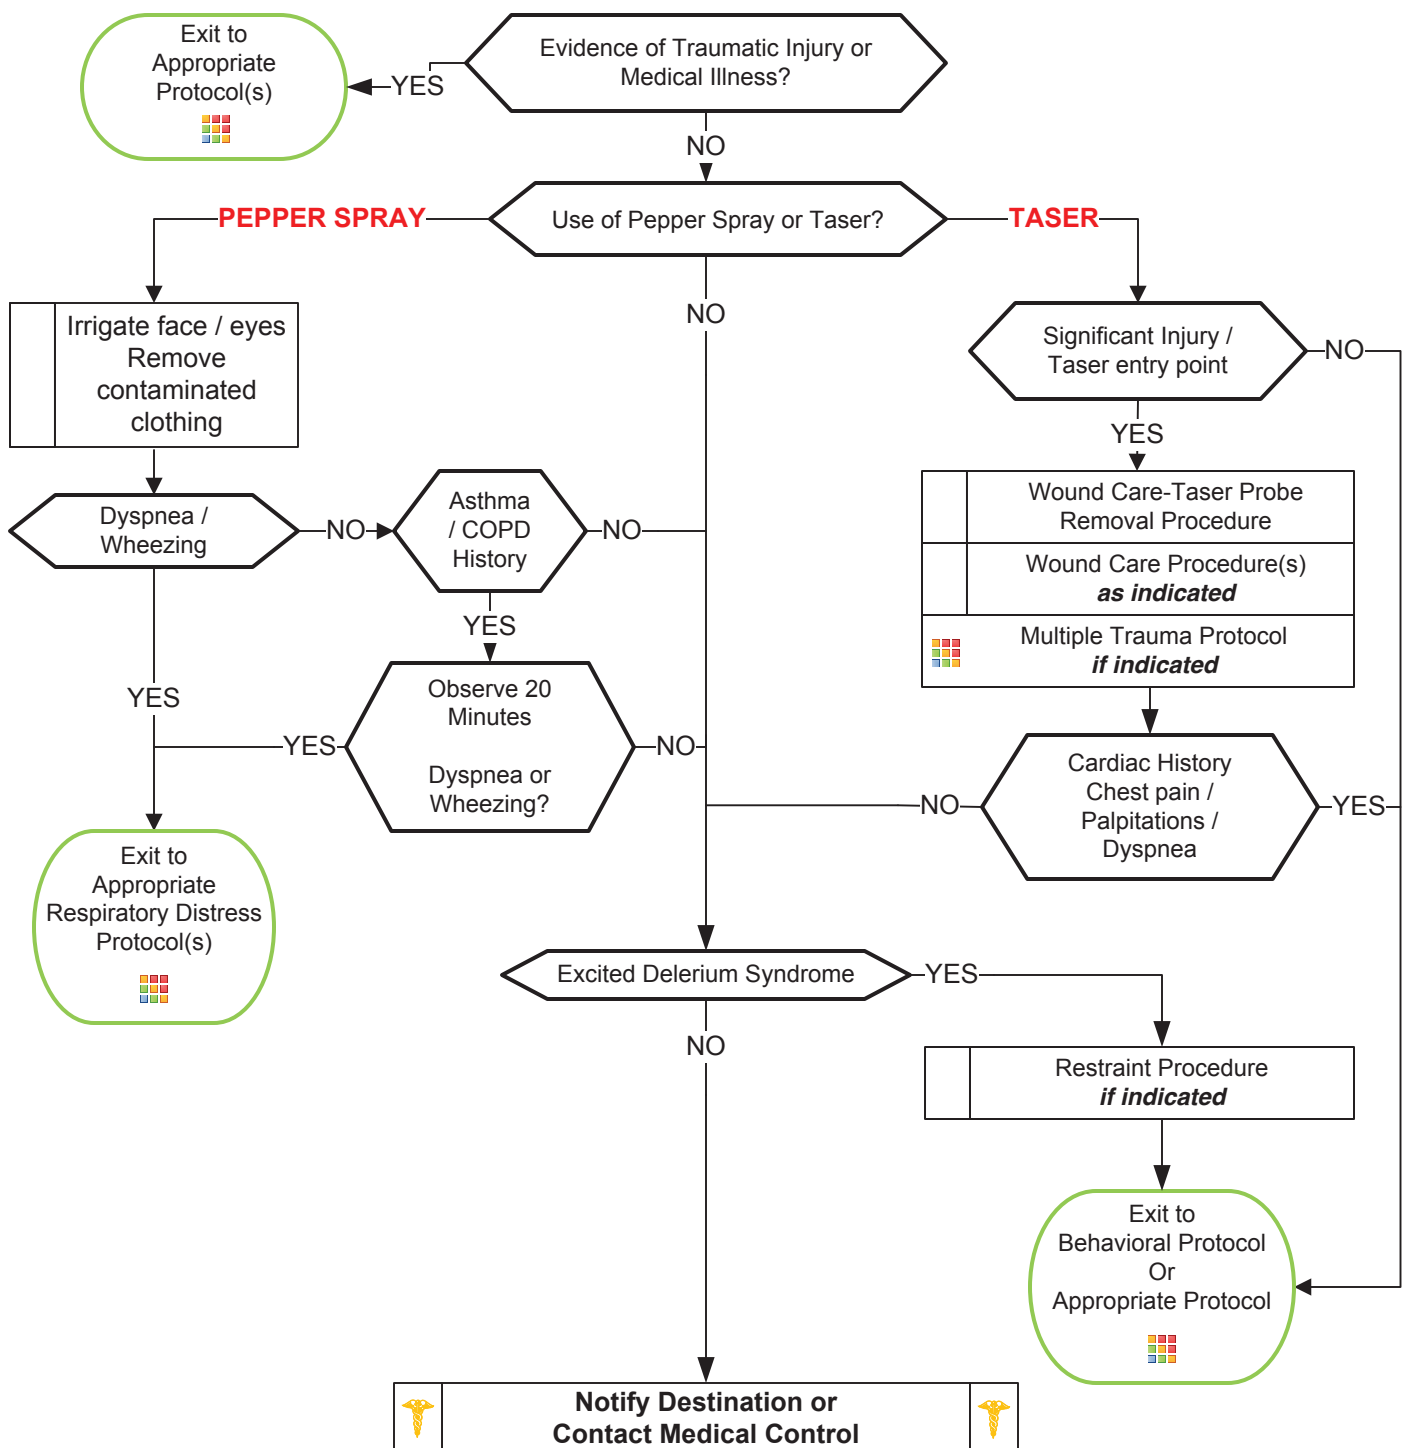 Exit to
Appropriate
Protocol(s)
Evidence of Traumatic Injury or
Medical Illness?
YES
NO
PEPPER SPRAY
Use of Pepper Spray or Taser?
TASER
NO
Irrigate face / eyes
Remove
contaminated
clothing
Significant Injury /
Taser entry point
NO
YES
Dyspnea /
Wheezing
NO
Asthma
/ COPD
History
NO
Wound Care-Taser Probe
Removal Procedure
Wound Care Procedure(s)
as indicated
Multiple Trauma Protocol
if indicated
YES
YES
Observe 20
Minutes
Dyspnea or
Wheezing?
YES
NO
Cardiac History
Chest pain /
Palpitations /
Dyspnea
NO
YES
Exit to
Appropriate
Respiratory Distress
Protocol(s)
Excited Delerium Syndrome
YES
NO
Restraint Procedure
if indicated
Exit to
Behavioral Protocol
Or
Appropriate Protocol
Notify Destination or
Contact Medical Control